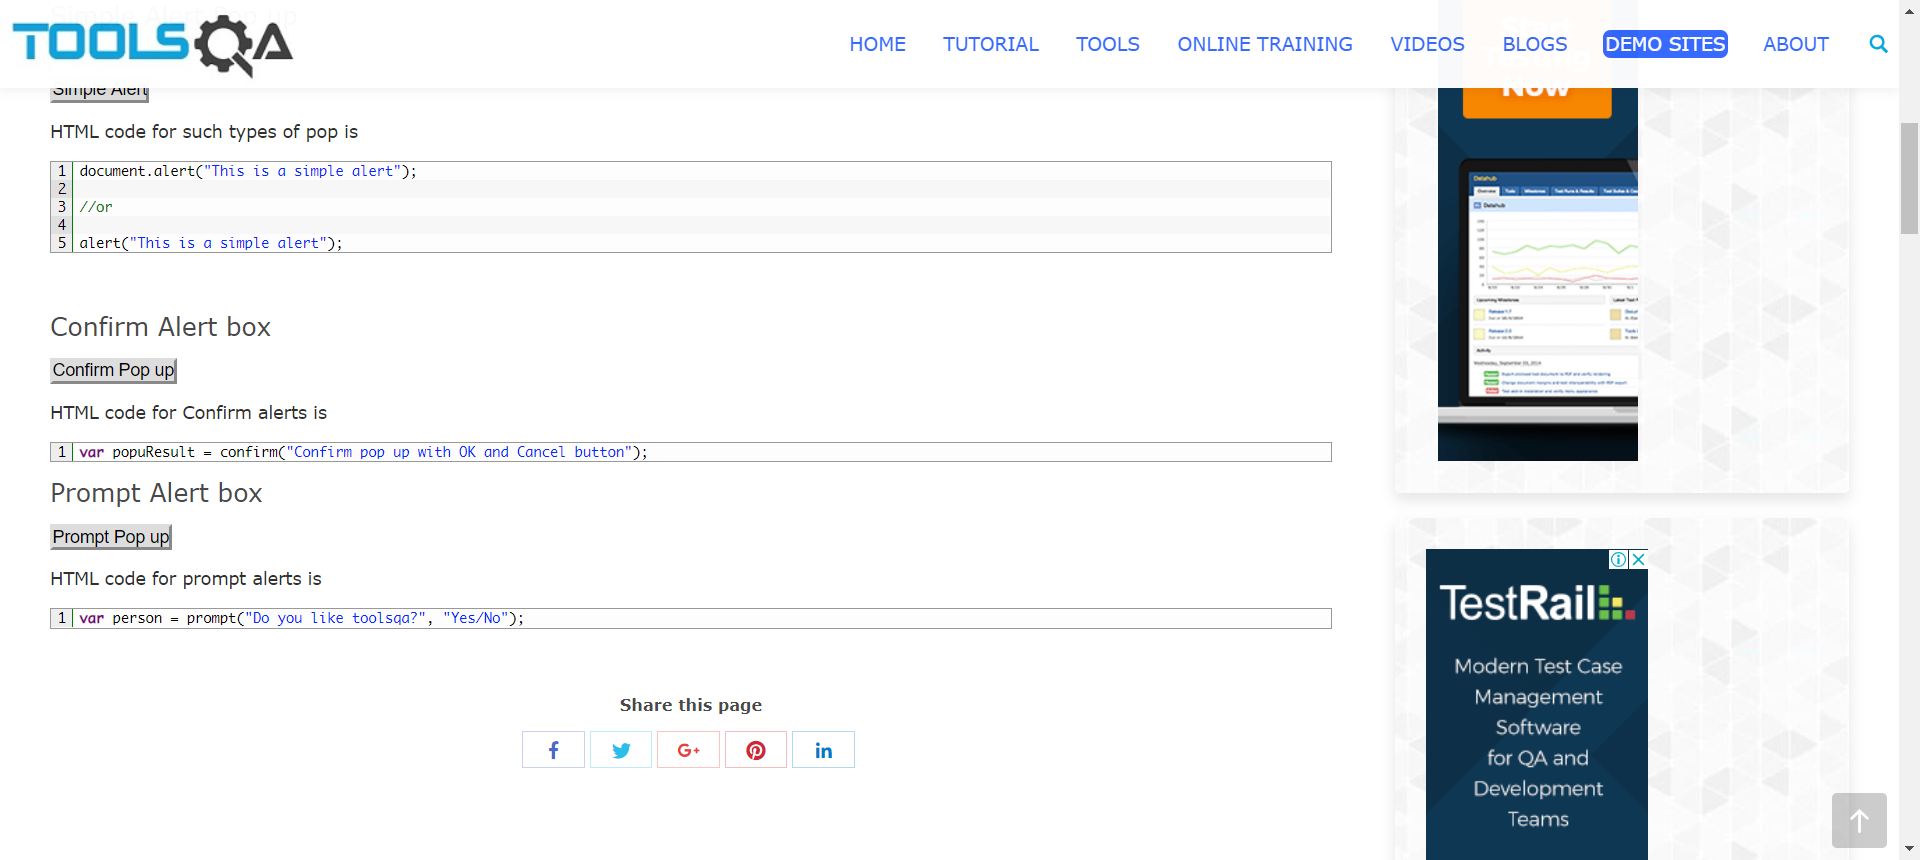 TOOLSQA
HOME TUTORIAL TOOLS ONLINE TRAINING VIDEOS BLOGS DEMO SITES ABOUT
Simple Alert
HTML code for such types of pop is
1 document.alert("This is a simple alert");
2
3 //or
4
5 alert("This is a simple alert");
Confirm Alert box
Confirm Pop up
HTML code for Confirm alerts is
1 var popuResult = confirm("Confirm pop up with OK and Cancel button");
Prompt Alert box
Prompt Pop up
HTML code for prompt alerts is
1 var person = prompt("Do you like toolsqa?", "Yes/No");
Share this page
f
G+
in
Now
Datahub
Datahub
Activity
TestRail
Modern Test Case
Management
Software
for QA and
Development
Teams